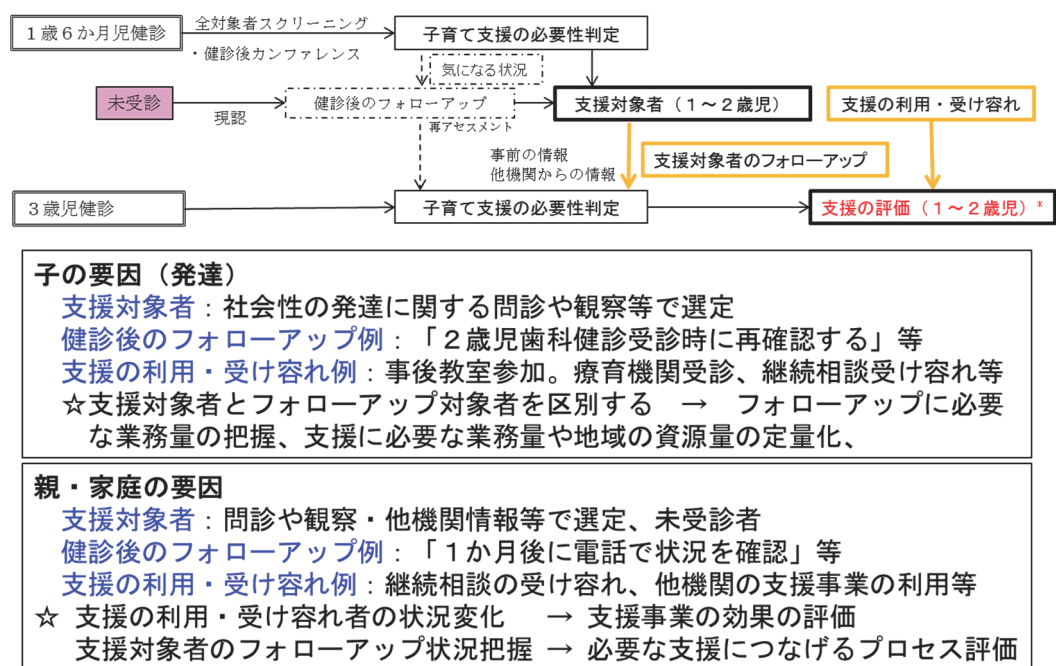 1歳6か月児健診
全対象者スクリーニング
・健診後カンファレンス
子育て支援の必要性判定
気になる状況
未受診
現認
健診後のフォローアップ
支援対象者（1～2歳児）
支援の利用・受け容れ
再アセスメント
事前の情報
他機関からの情報
支援対象者のフォローアップ
3歳児健診
子育て支援の必要性判定
支援の評価（1～2歳児）*
子の要因（発達）
支援対象者：社会性の発達に関する問診や観察等で選定
健診後のフォローアップ例：「2歳児歯科健診受診時に再確認する」等
支援の利用・受け容れ例：事後教室参加。療育機関受診、継続相談受け容れ等
☆支援対象者とフォローアップ対象者を区別する　→　フォローアップに必要
な業務量の把握、支援に必要な業務量や地域の資源量の定量化、
親・家庭の要因
支援対象者：問診や観察・他機関情報等で選定、未受診者
健診後のフォローアップ例：「1か月後に電話で状況を確認」等
支援の利用・受け容れ例：継続相談の受け容れ、他機関の支援事業の利用等
☆ 支援の利用・受け容れ者の状況変化　→ 支援事業の効果の評価
支援対象者のフォローアップ状況把握 → 必要な支援につなげるプロセス評価